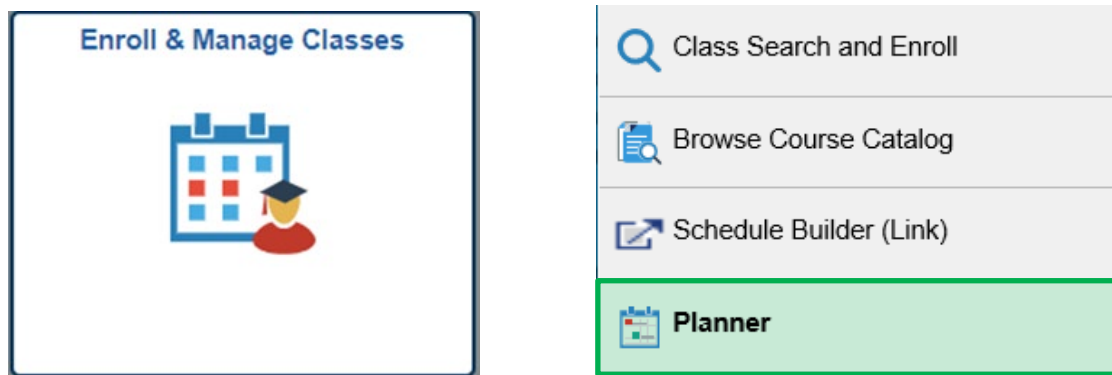 Enroll & Manage Classes
Class Search and Enroll
Browse Course Catalog
Schedule Builder (Link)
Planner